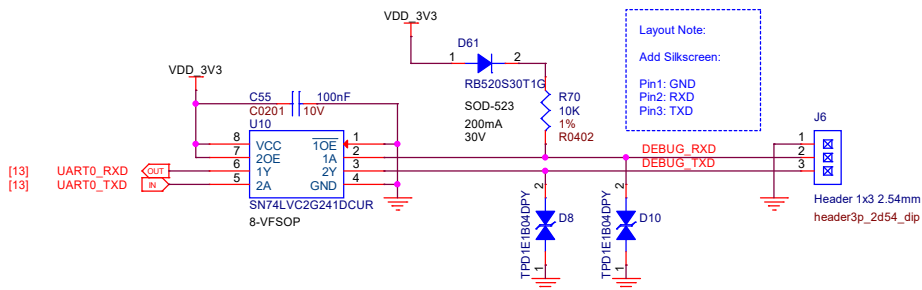 VDD_3V3
D61
1
2
RB520S30T1G
SOD-523
200mA
30V
R70
10K
1%
R0402
Layout Note:
Add Silkscreen:
Pin1: GND
Pin2: RXD
Pin3: TXD
VDD_3V3
C55
100nF
C0201
10V
U10
8 VCC 1OE 1
7 2OE 1A 2
6 1Y 2Y 3
5 2A GND 4
SN74LVC2G241DCUR
8-VFSOP
[13] UART0_RXD OUT
[13] UART0_TXD IN
DEBUG_RXD
DEBUG_TXD
J6
1
2
3
Header 1x3 2.54mm
header3p_2d54_dip
2
D8
1
TPD1E1B04DPY
2
D10
1
TPD1E1B04DPY